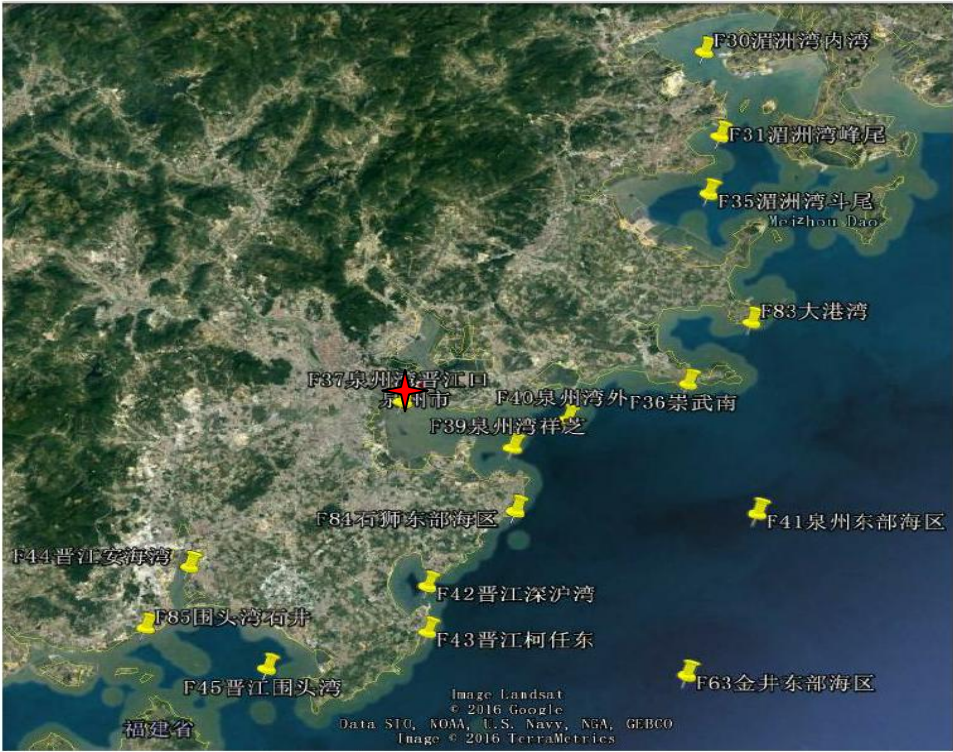 F30湄洲湾内湾
F31湄洲湾峰尾
F35湄洲湾斗尾
Meizhou Dao
F83大港湾
F37泉州湾晋江口
泉州市
F40泉州湾外
F36崇武南
F39泉州湾祥芝
F84石狮东部海区
F41泉州东部海区
F44晋江安海湾
F42晋江深沪湾
F85围头湾石井
F43晋江柯任东
F45晋江围头湾
F63金井东部海区
福建省
Image Landsat
© 2016 Google
Data SIO, NOAA, U.S. Navy, NGA, GEBCO
Image © 2016 TerraMetrics